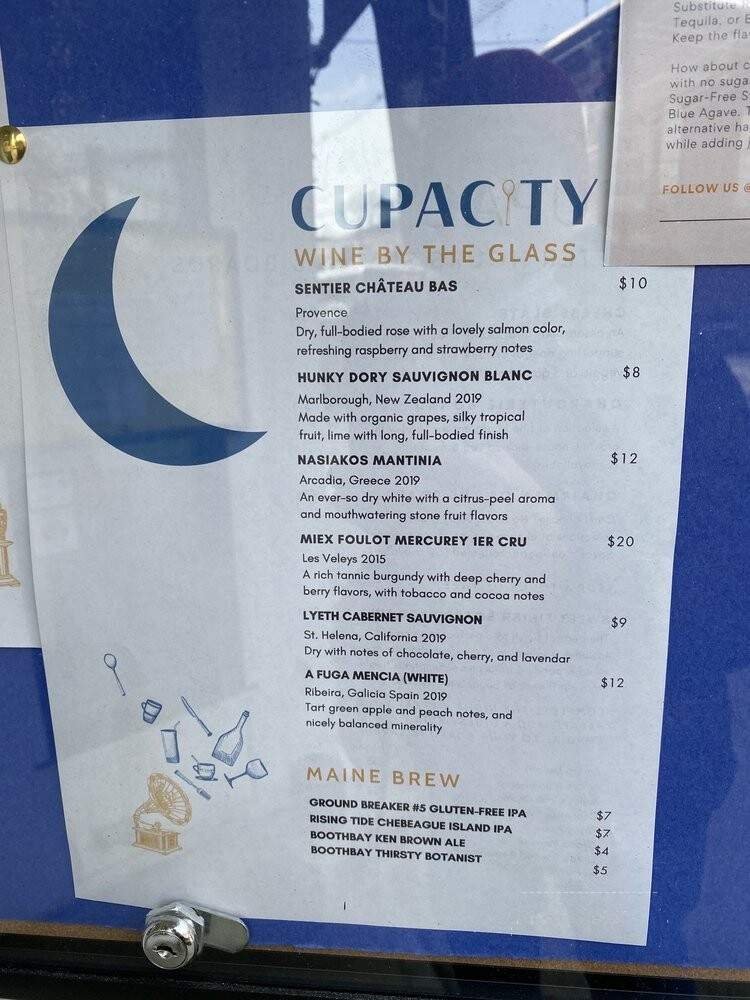 CUPACITY
WINE BY THE GLASS
SENTIER CHÂTEAU BAS $10
Provence
Dry, full-bodied rose with a lovely salmon color,
refreshing raspberry and strawberry notes
HUNKY DORY SAUVIGNON BLANC $8
Marlborough, New Zealand 2019
Made with organic grapes, silky tropical
fruit, lime with long, full-bodied finish
NASIAKOS MANTINIA $12
Arcadia, Greece 2019
An ever-so dry white with a citrus-peel aroma
and mouthwatering stone fruit flavors
MIEX FOULOT MERCUREY 1ER CRU $20
Les Veleys 2015
A rich tannic burgundy with deep cherry and
berry flavors, with tobacco and cocoa notes
LYETH CABERNET SAUVIGNON $9
St. Helena, California 2019
Dry with notes of chocolate, cherry, and lavendar
A FUGA MENCIA (WHITE) $12
Ribeira, Galicia Spain 2019
Tart green apple and peach notes, and
nicely balanced minerality
MAINE BREW
GROUND BREAKER #5 GLUTEN-FREE IPA $7
RISING TIDE CHEBEAGUE ISLAND IPA $7
BOOTHBAY KEN BROWN ALE $4
BOOTHBAY THIRSTY BOTANIST $5
Substitute
Tequila, or
Keep the
How about
with no
Sugar-Free
Blue Agave.
alternative
while adding
FOLLOW US @